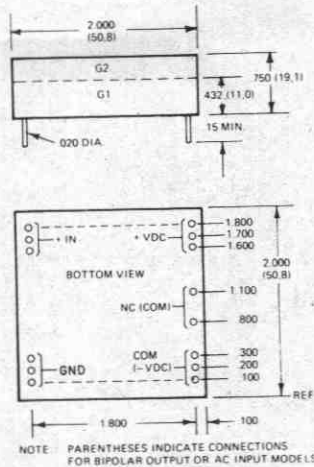 2.000
(50,8)
G2
G1
750 (19,1)
432 (11,0)
15 MIN.
.020 DIA.
+ IN
+ VDC
1.800
1.700
1.600
BOTTOM VIEW
2.000
(50,8)
NC (COM)
1.100
800
GND
COM
(−VDC)
300
200
100
REF
1.800
100
NOTE: PARENTHESES INDICATE CONNECTIONS
FOR BIPOLAR OUTPUT OR AC INPUT MODELS